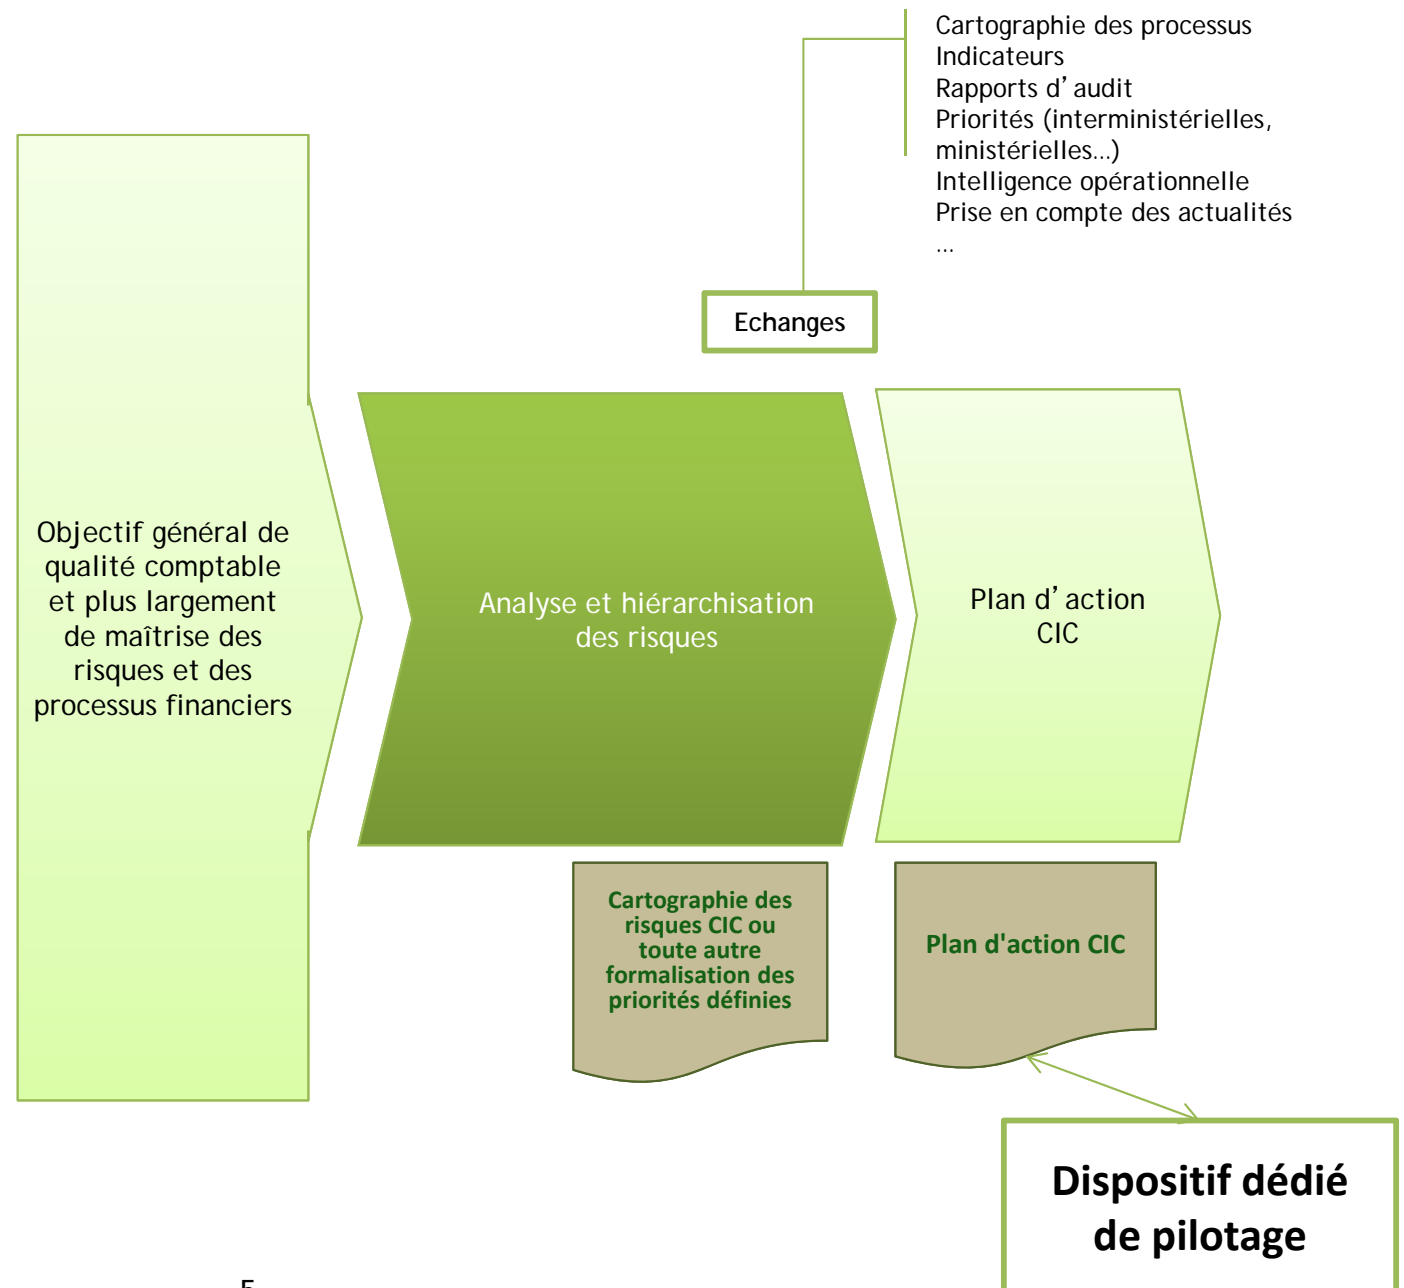 Cartographie des processus
Indicateurs
Rapports d’audit
Priorités (interministérielles,
ministérielles…)
Intelligence opérationnelle
Prise en compte des actualités
…
Echanges
Objectif général de
qualité comptable
et plus largement
de maîtrise des
risques et des
processus financiers
Analyse et hiérarchisation
des risques
Plan d’action
CIC
Cartographie des
risques CIC ou
toute autre
formalisation des
priorités définies
Plan d'action CIC
Dispositif dédié
de pilotage